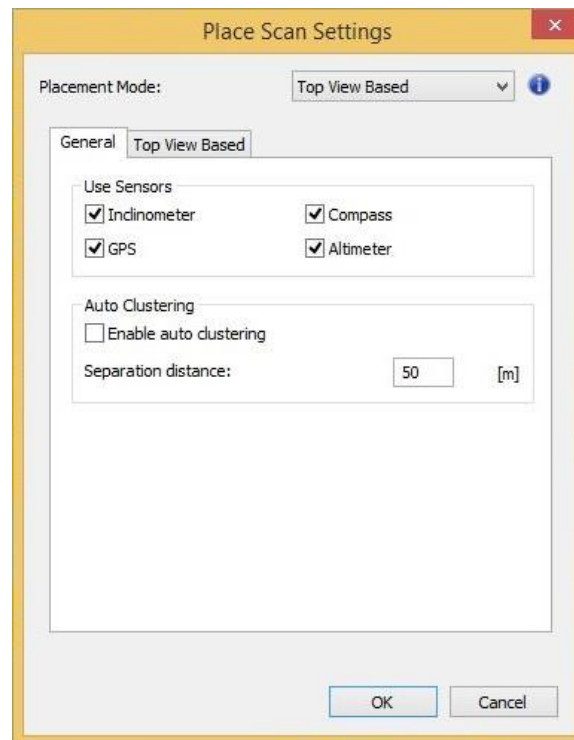 Place Scan Settings
Placement Mode: Top View Based
General Top View Based
Use Sensors
Inclinometer Compass
GPS Altimeter
Auto Clustering
Enable auto clustering
Separation distance: 50 [m]
OK Cancel